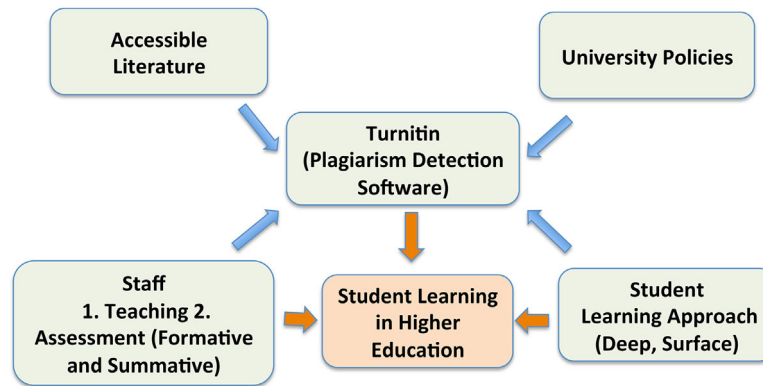 Accessible
Literature
University Policies
Turnitin
(Plagiarism Detection
Software)
Staff
1. Teaching 2.
Assessment (Formative
and Summative)
Student Learning
in Higher
Education
Student
Learning Approach
(Deep, Surface)